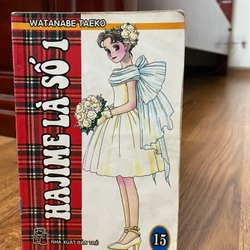 WATANABE TAEKO
HAJIME LÀ SỐ 1
15
NHÀ XUẤT BẢN TRẺ